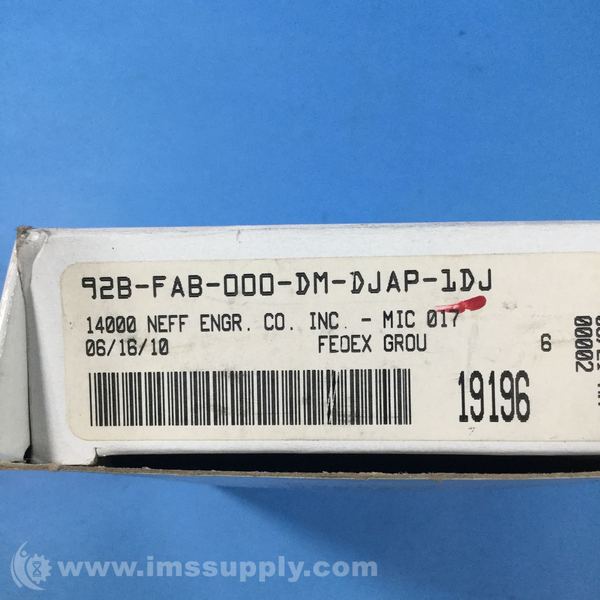 92B-FAB-000-DM-DJAP-1DJ
14000 NEFF ENGR. CO. INC. - MIC 017
06/16/10 FEDEX GROU 6
19196
00002
www.imssupply.com